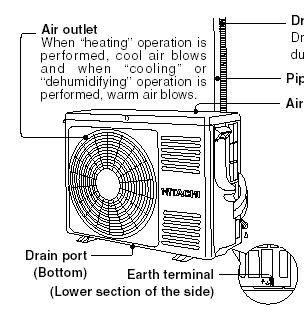 Air outlet
When "heating" operation is
performed, cool air blows
and when "cooling" or
"dehumidifying" operation is
performed, warm air blows.
Dr
Dr
du
Pip
Air
HITACHI
Drain port
(Bottom)
Earth terminal
(Lower section of the side)